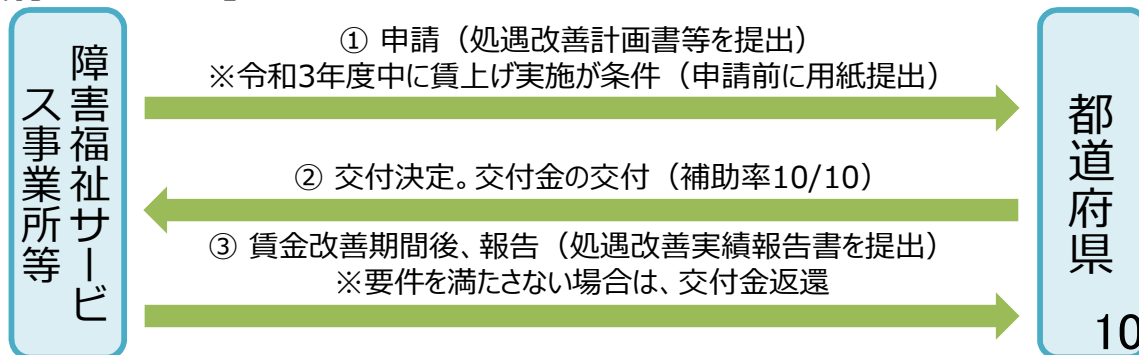 障害福祉サービ
ス事業所等
① 申請（処遇改善計画書等を提出）
※令和3年度中に賃上げ実施が条件（申請前に用紙提出）
② 交付決定。交付金の交付（補助率10/10）
③ 賃金改善期間後、報告（処遇改善実績報告書を提出）
※要件を満たさない場合は、交付金返還
都道府県
10